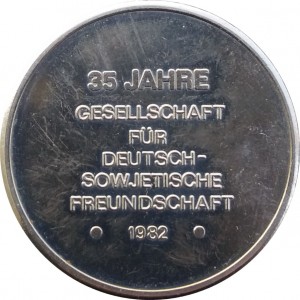 35 JAHRE
GESELLSCHAFT
FÜR
DEUTSCH-
SOWJETISCHE
FREUNDSCHAFT
• 1982 •